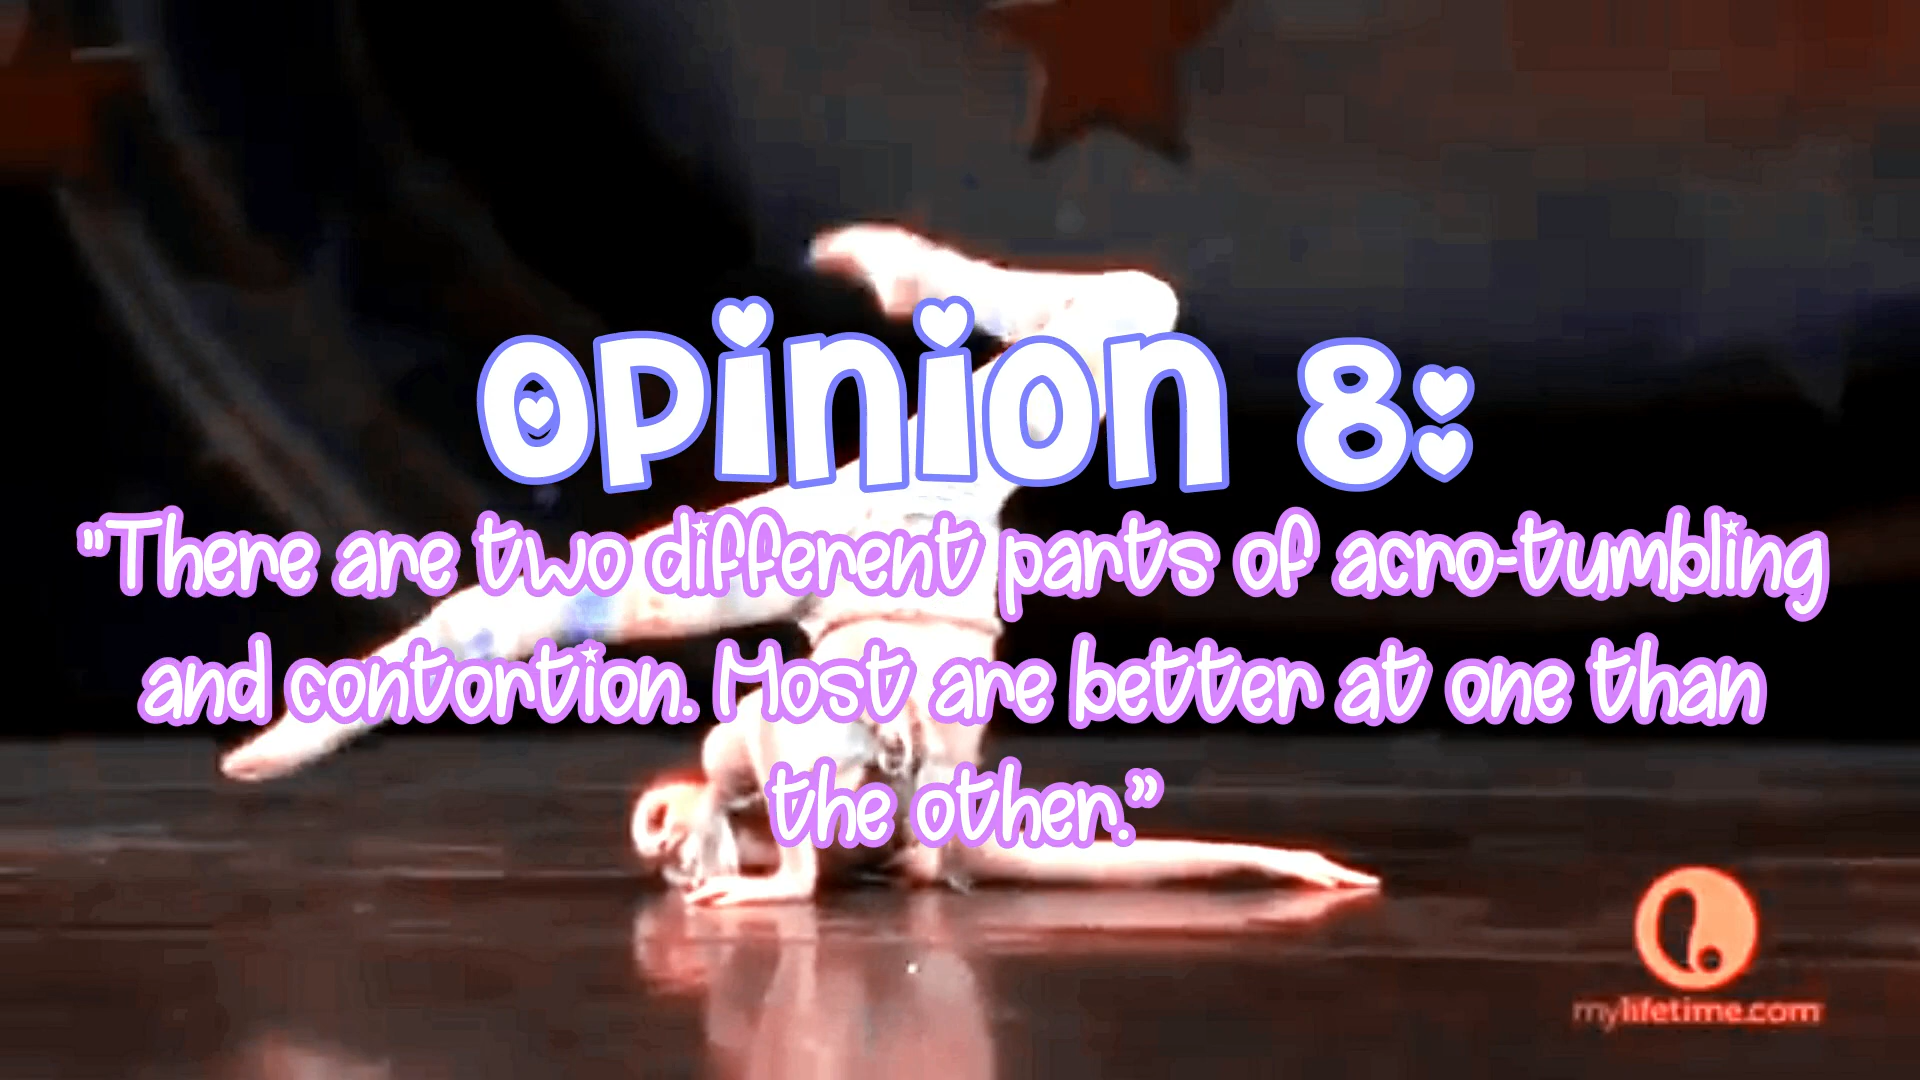 Opinion 8:
"There are two different parts of acro-tumbling
and contortion. Most are better at one than
the other.”
mylifetime.com